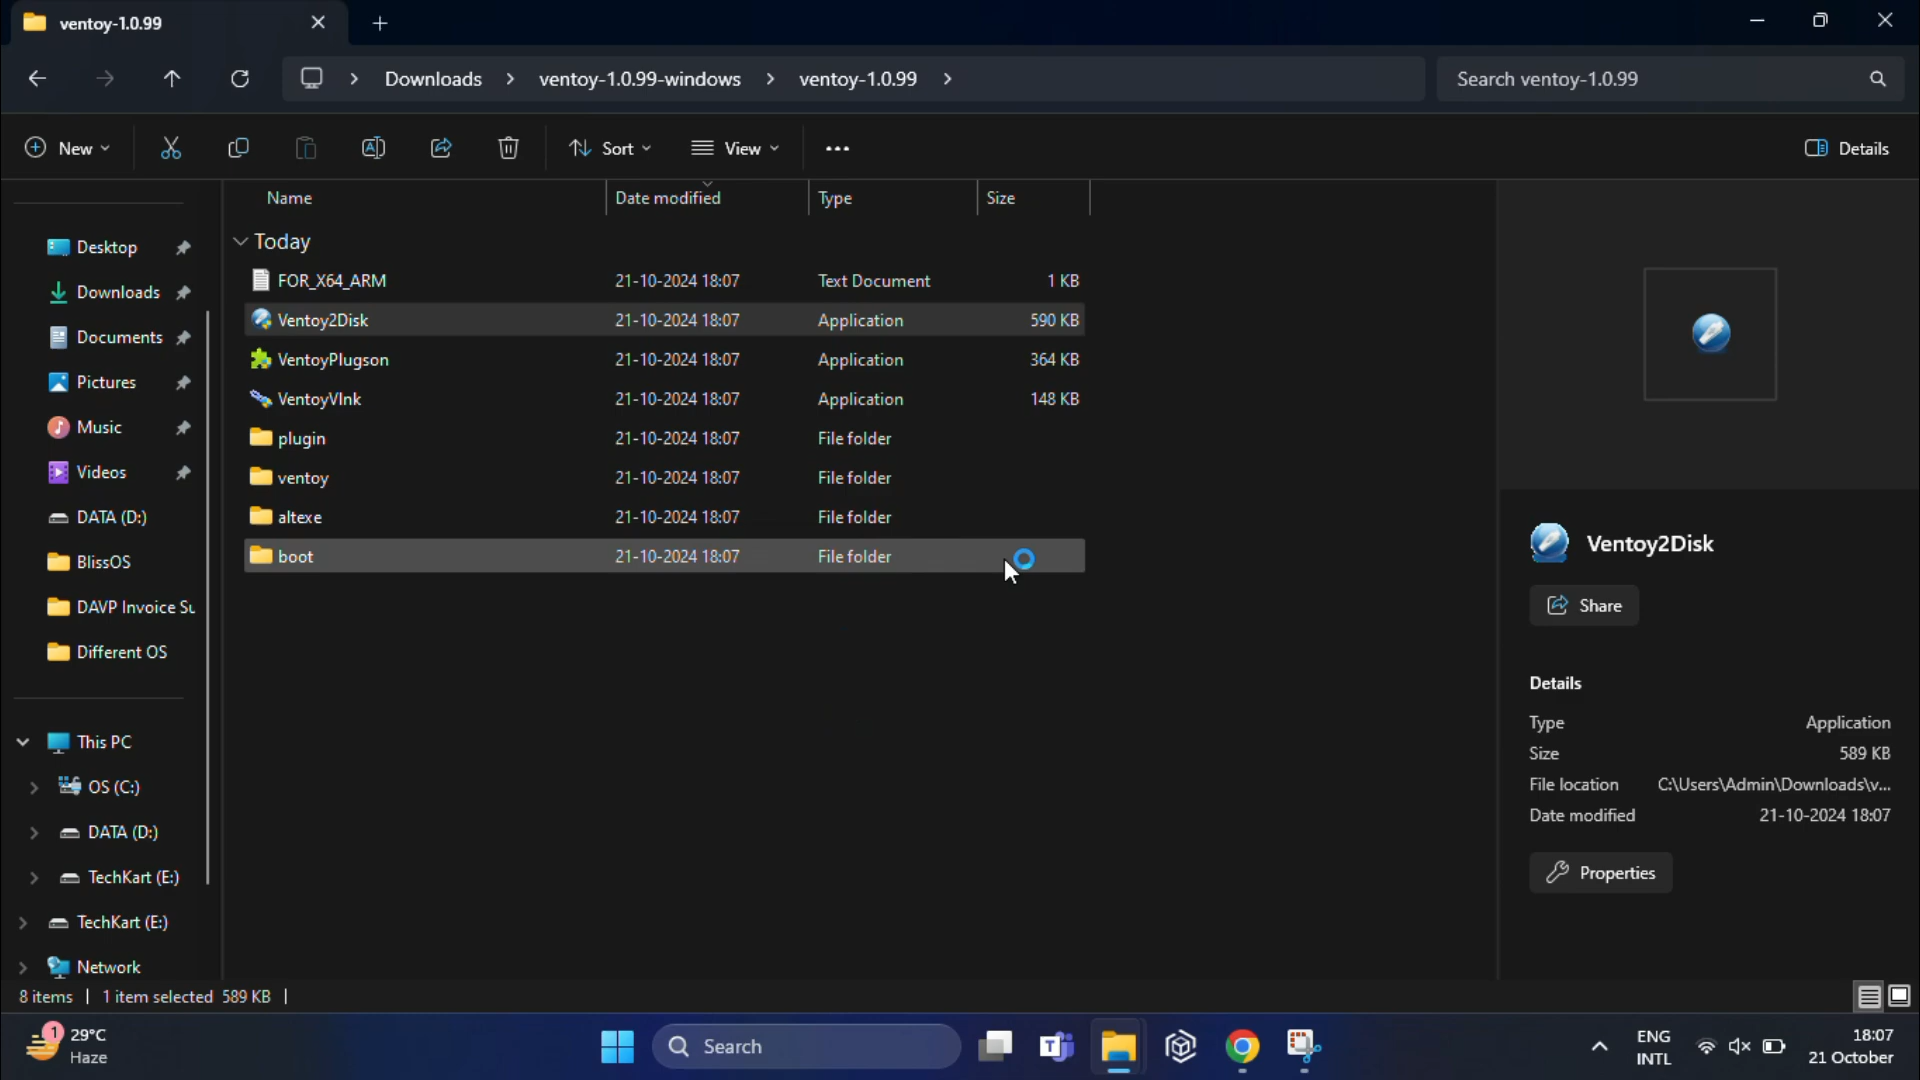 ventoy-1.0.99
Downloads ventoy-1.0.99-windows ventoy-1.0.99
Search ventoy-1.0.99
New Sort View Details
Name Date modified Type Size
Today
FOR_X64_ARM 21-10-2024 18:07 Text Document 1 KB
Ventoy2Disk 21-10-2024 18:07 Application 590 KB
VentoyPlugson 21-10-2024 18:07 Application 364 KB
VentoyVlnk 21-10-2024 18:07 Application 148 KB
plugin 21-10-2024 18:07 File folder
ventoy 21-10-2024 18:07 File folder
altexe 21-10-2024 18:07 File folder
boot 21-10-2024 18:07 File folder
Desktop
Downloads
Documents
Pictures
Music
Videos
DATA (D:)
BlissOS
DAVP Invoice Su
Different OS
This PC
OS (C:)
DATA (D:)
TechKart (E:)
TechKart (E:)
Network
Ventoy2Disk
Share
Details
Type Application
Size 589 KB
File location C:\Users\Admin\Downloads\v...
Date modified 21-10-2024 18:07
Properties
8 items 1 item selected 589 KB
1
29°C
Haze
Search
ENG
INTL
18:07
21 October